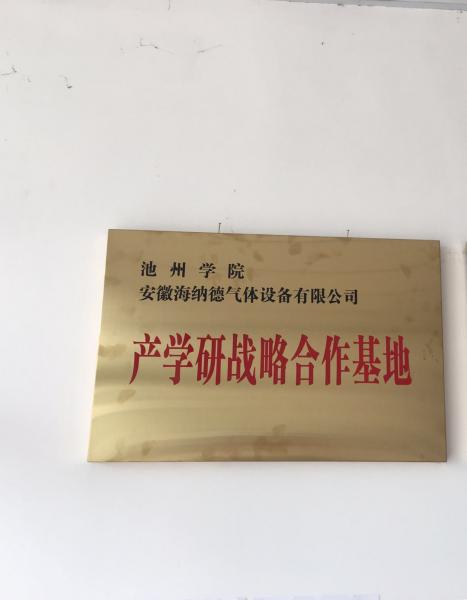 池州学院
安徽海纳德气体设备有限公司
产学研战略合作基地